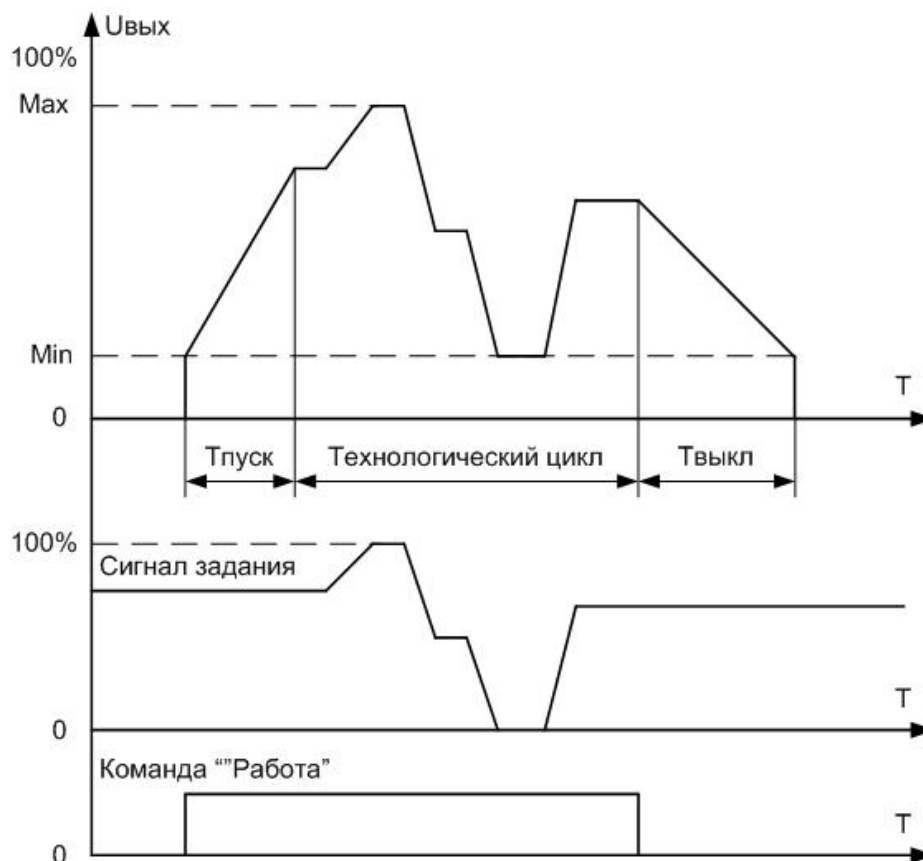 Uвых
100%
Max
Min
T
0
Tпуск
Технологический цикл
Tвыкл
100%
Сигнал задания
T
0
Команда “”Работа”
T
0